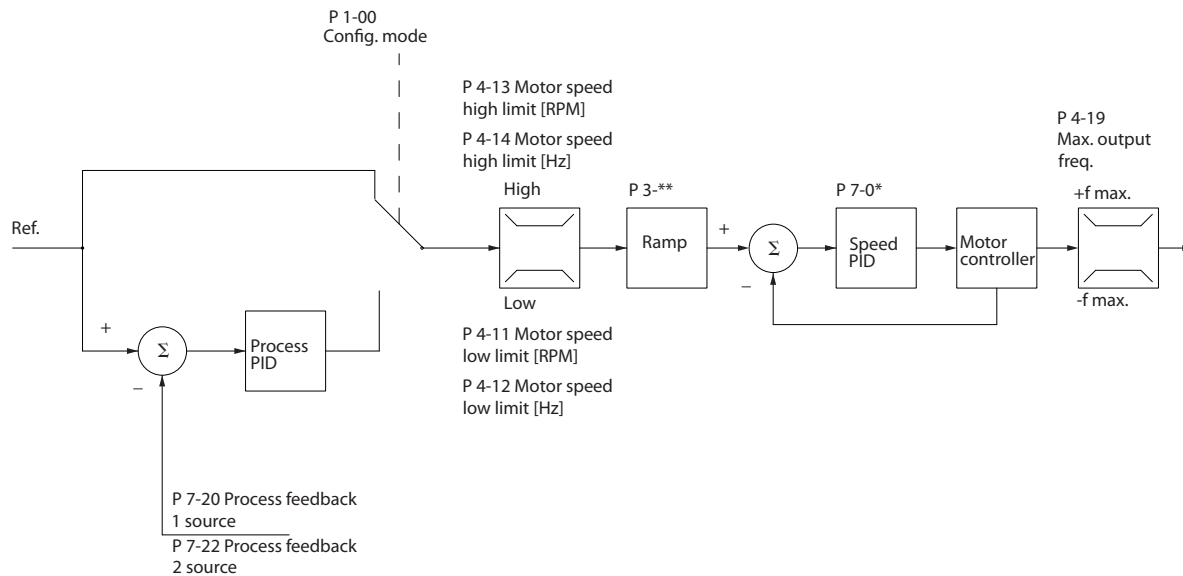 P 1-00
Config. mode
P 4-13 Motor speed
high limit [RPM]
P 4-14 Motor speed
high limit [Hz]
P 4-19
Max. output
freq.
High
P 3-**
P 7-0*
+f max.
Ref.
+
Ramp
Σ
Speed
PID
Motor
controller
–
Low
-f max.
+
Σ
Process
PID
–
P 4-11 Motor speed
low limit [RPM]
P 4-12 Motor speed
low limit [Hz]
P 7-20 Process feedback
1 source
P 7-22 Process feedback
2 source